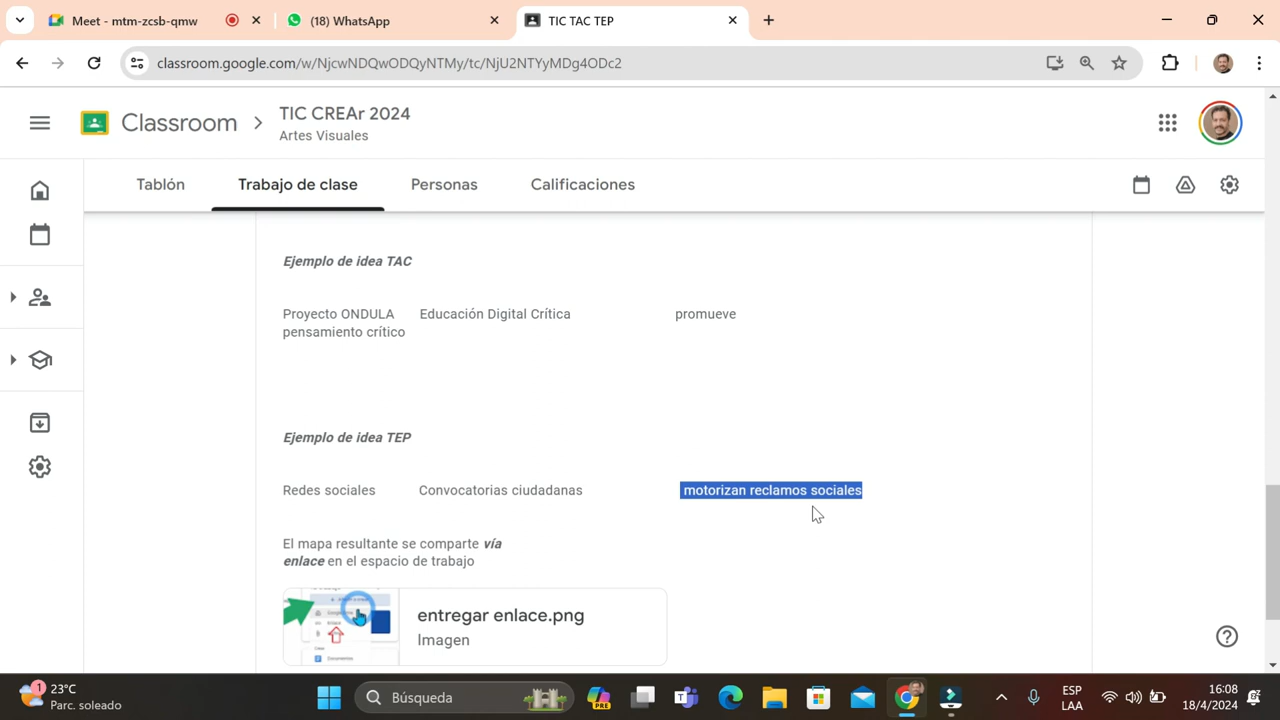 Meet - mtm-zcsb-qmw
(18) WhatsApp
TIC TAC TEP
classroom.google.com/w/NjcwNDQwODQyNTMy/tc/NjU2NTYyMDg4ODc2
Classroom
TIC CREAr 2024
Artes Visuales
Tablón
Trabajo de clase
Personas
Calificaciones
Ejemplo de idea TAC
Proyecto ONDULA Educación Digital Crítica promueve
pensamiento crítico
Ejemplo de idea TEP
Redes sociales Convocatorias ciudadanas motorizan reclamos sociales
El mapa resultante se comparte vía
enlace en el espacio de trabajo
entregar enlace.png
Imagen
1
23°C
Parc. soleado
Búsqueda
PRE
ESP
LAA
16:08
18/4/2024